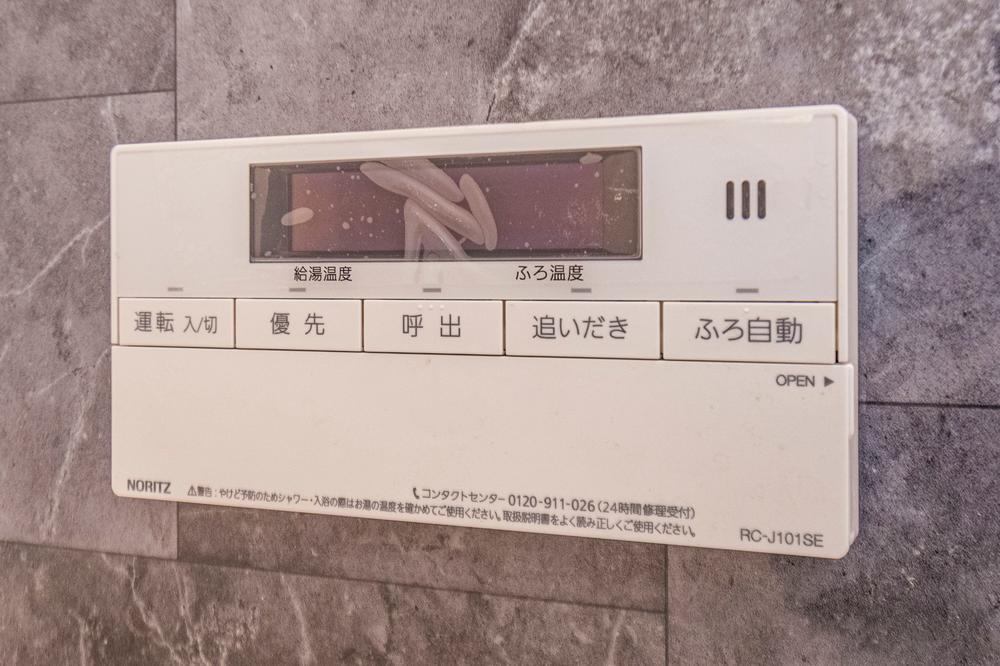 給湯温度 ふろ温度
運転 入/切 優先 呼出 追いだき ふろ自動
OPEN ▶
NORITZ
コンタクトセンター 0120-911-026(24時間修理受付)
⚠警告:やけど予防のためシャワー・入浴の際はお湯の温度を確かめてご使用ください。取扱説明書をよく読み正しくご使用ください。
RC-J101SE